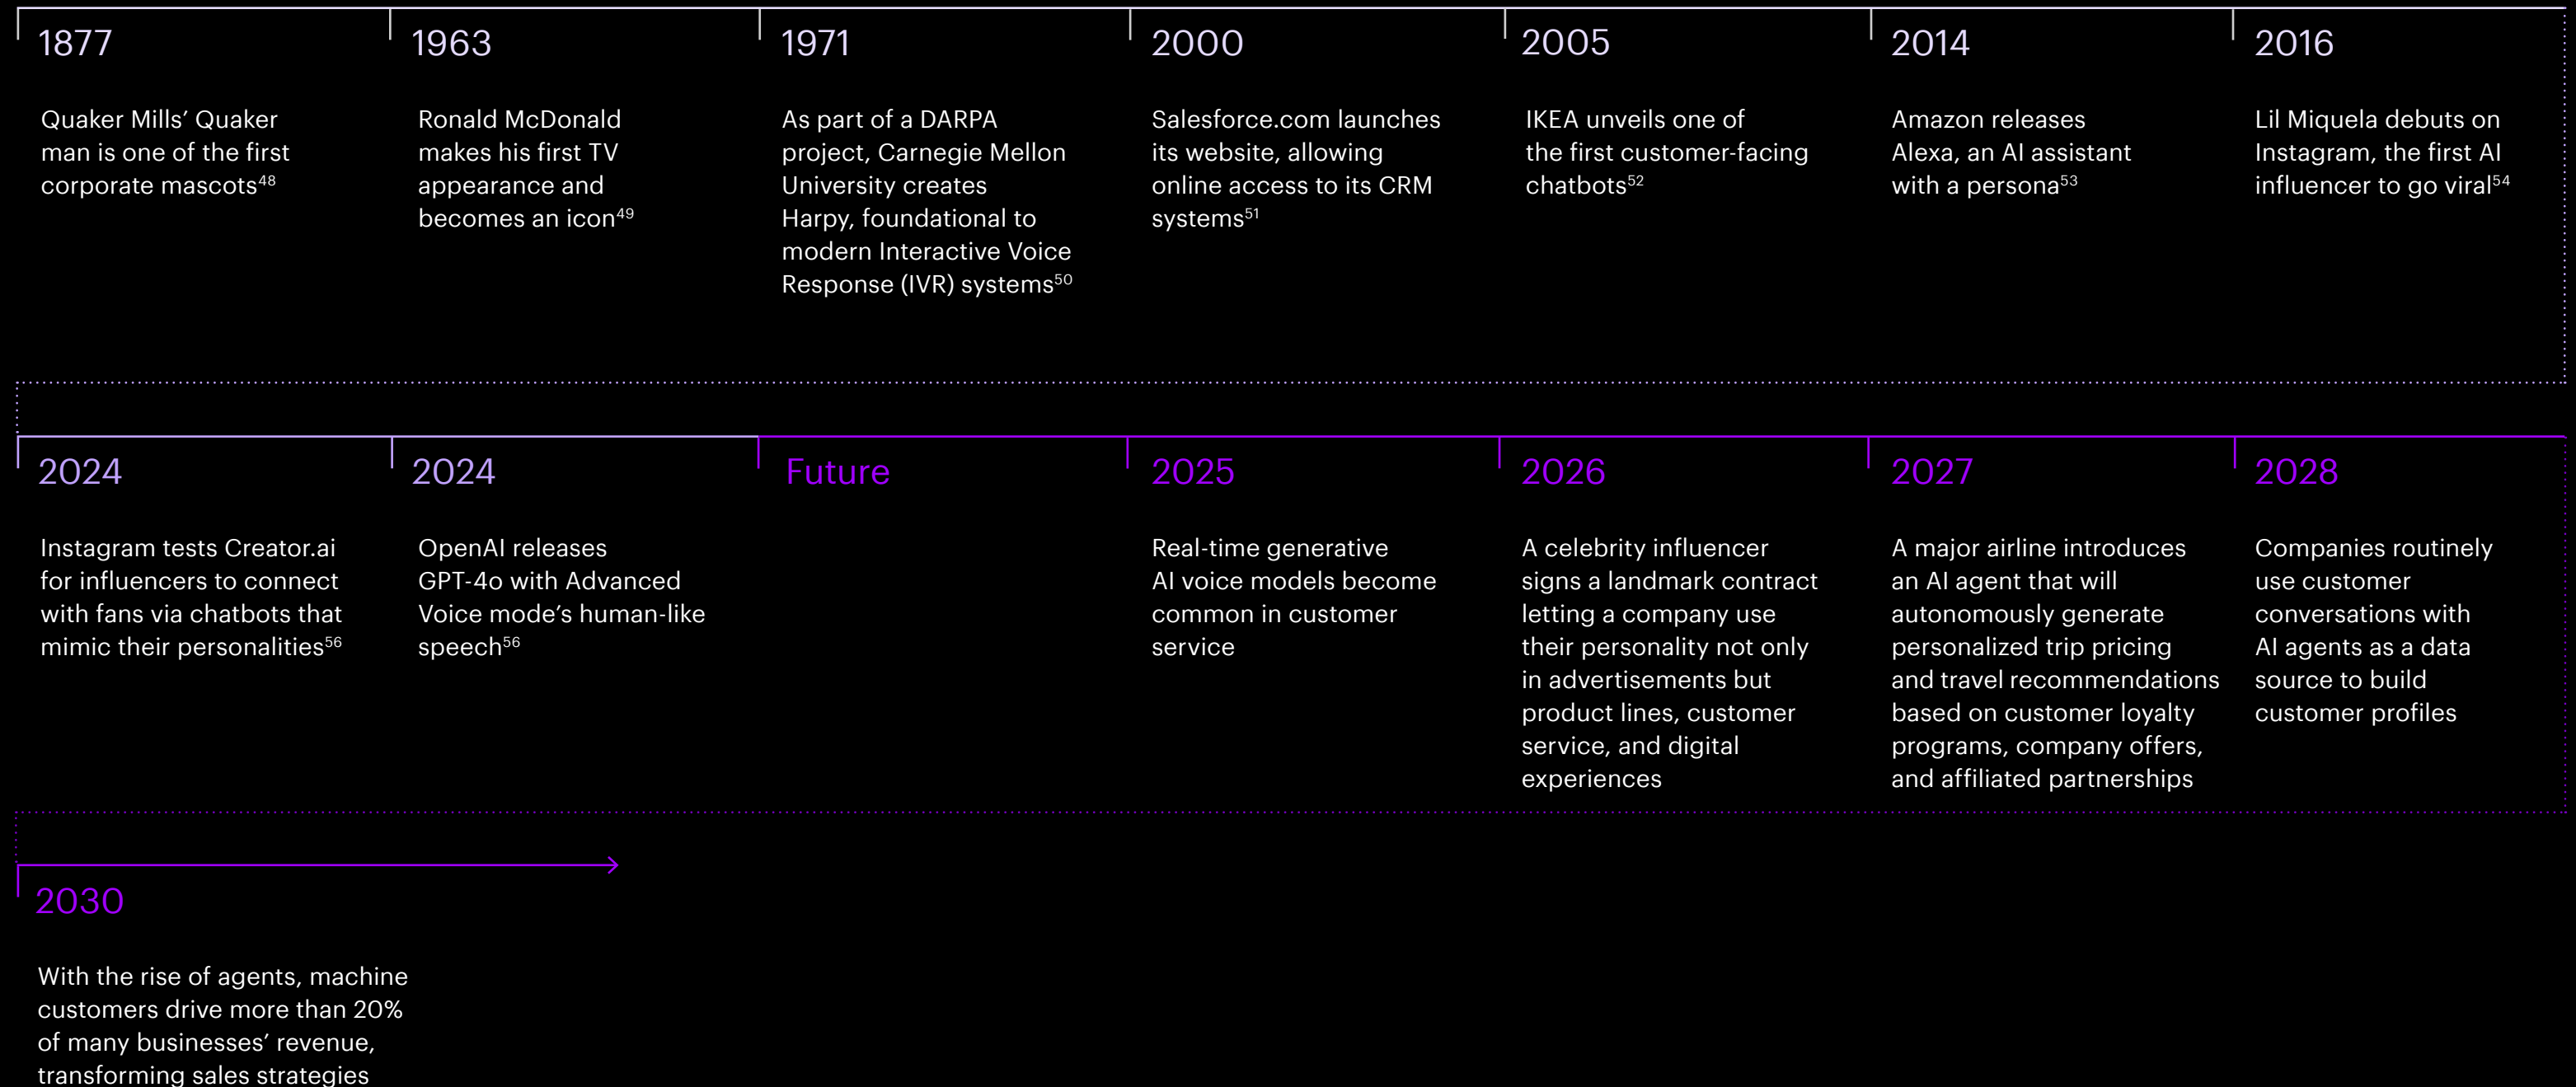 1877
Quaker Mills’ Quaker
man is one of the first
corporate mascots48
1963
Ronald McDonald
makes his first TV
appearance and
becomes an icon49
1971
As part of a DARPA
project, Carnegie Mellon
University creates
Harpy, foundational to
modern Interactive Voice
Response (IVR) systems50
2000
Salesforce.com launches
its website, allowing
online access to its CRM
systems51
2005
IKEA unveils one of
the first customer-facing
chatbots52
2014
Amazon releases
Alexa, an AI assistant
with a persona53
2016
Lil Miquela debuts on
Instagram, the first AI
influencer to go viral54
2024
Instagram tests Creator.ai
for influencers to connect
with fans via chatbots that
mimic their personalities56
2024
OpenAI releases
GPT-4o with Advanced
Voice mode’s human-like
speech56
Future
2025
Real-time generative
AI voice models become
common in customer
service
2026
A celebrity influencer
signs a landmark contract
letting a company use
their personality not only
in advertisements but
product lines, customer
service, and digital
experiences
2027
A major airline introduces
an AI agent that will
autonomously generate
personalized trip pricing
and travel recommendations
based on customer loyalty
programs, company offers,
and affiliated partnerships
2028
Companies routinely
use customer
conversations with
AI agents as a data
source to build
customer profiles
2030
With the rise of agents, machine
customers drive more than 20%
of many businesses’ revenue,
transforming sales strategies